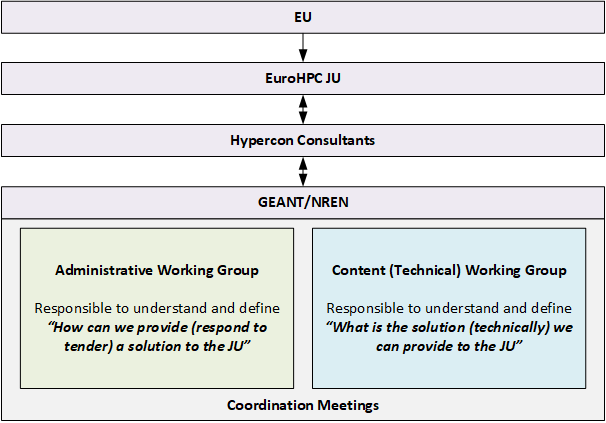 EU
EuroHPC JU
Hypercon Consultants
GEANT/NREN
Administrative Working Group
Responsible to understand and define
“How can we provide (respond to
tender) a solution to the JU”
Content (Technical) Working Group
Responsible to understand and define
“What is the solution (technically) we
can provide to the JU”
Coordination Meetings